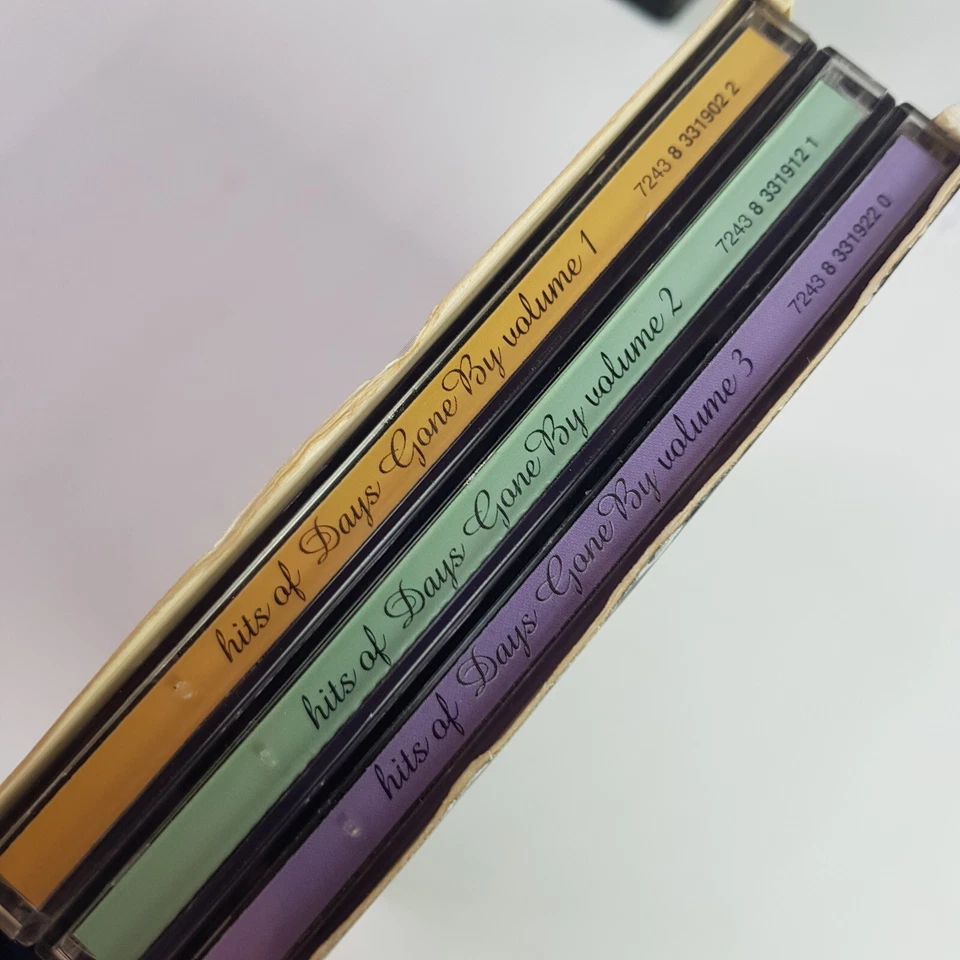 hits of Days Gone By volume 1 7243 8 331902 2
hits of Days Gone By volume 2 7243 8 331912 1
hits of Days Gone By volume 3 7243 8 331922 0